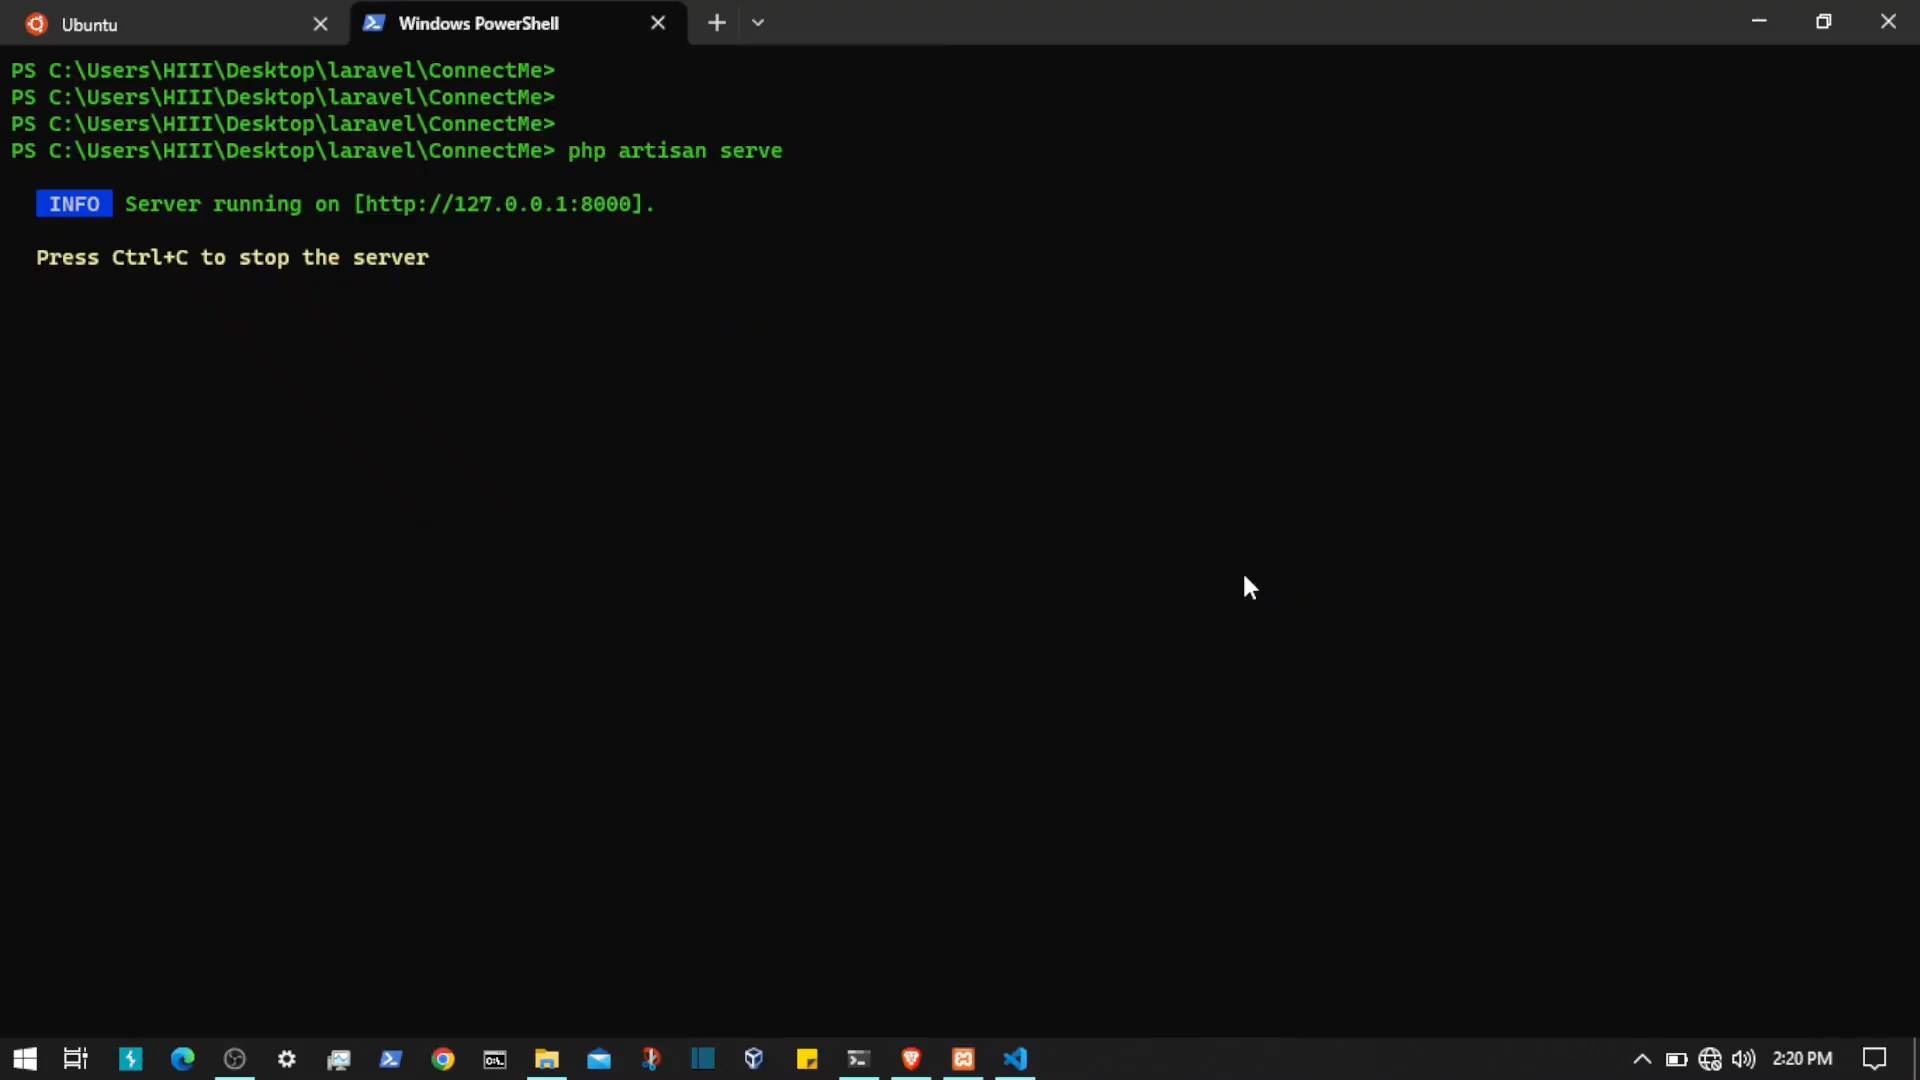 Ubuntu
Windows PowerShell
PS C:\Users\HIII\Desktop\laravel\ConnectMe>
PS C:\Users\HIII\Desktop\laravel\ConnectMe>
PS C:\Users\HIII\Desktop\laravel\ConnectMe>
PS C:\Users\HIII\Desktop\laravel\ConnectMe> php artisan serve
INFO Server running on [http://127.0.0.1:8000].
Press Ctrl+C to stop the server
2:20 PM